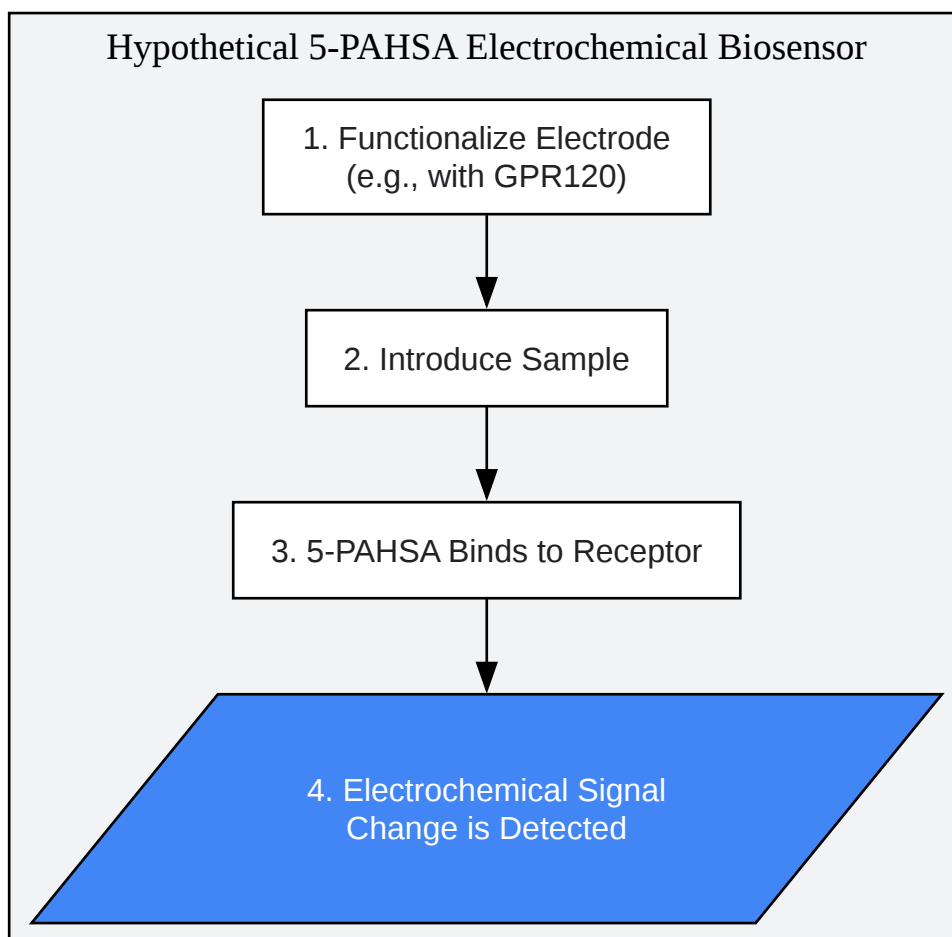 Hypothetical 5-PAHSA Electrochemical Biosensor
1. Functionalize Electrode
(e.g., with GPR120)
2. Introduce Sample
3. 5-PAHSA Binds to Receptor
4. Electrochemical Signal
Change is Detected